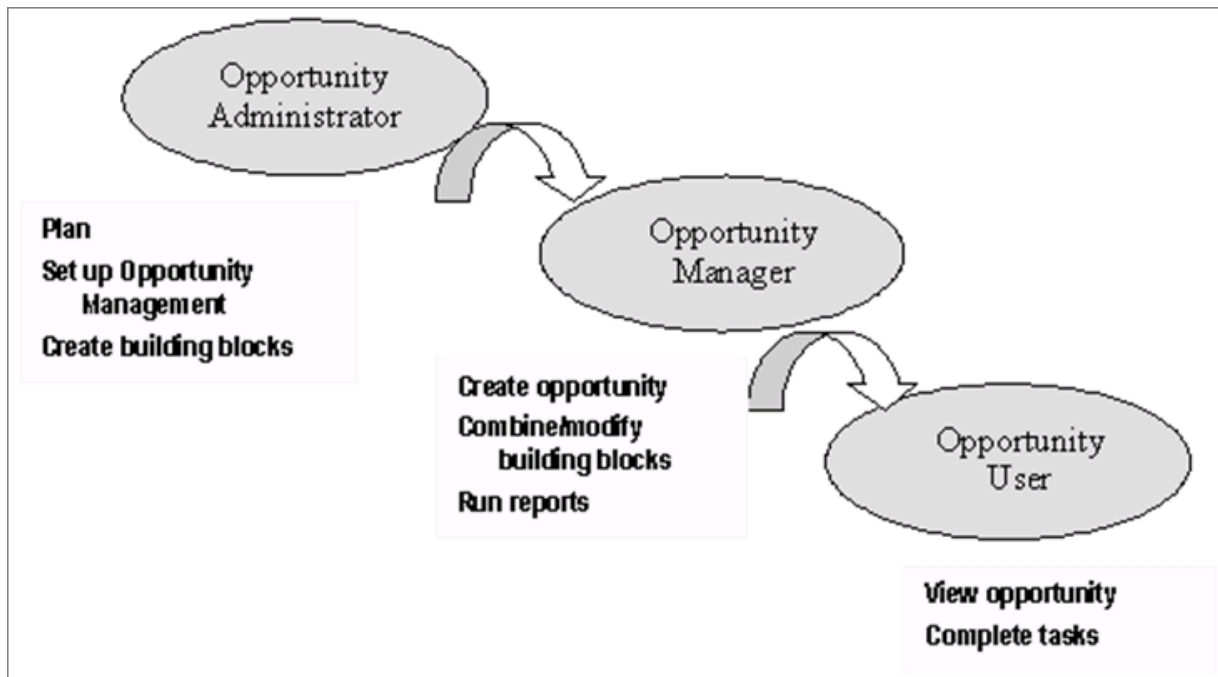 Opportunity
Administrator
Plan
Set up Opportunity
Management
Create building blocks
Opportunity
Manager
Create opportunity
Combine/modify
building blocks
Run reports
Opportunity
User
View opportunity
Complete tasks